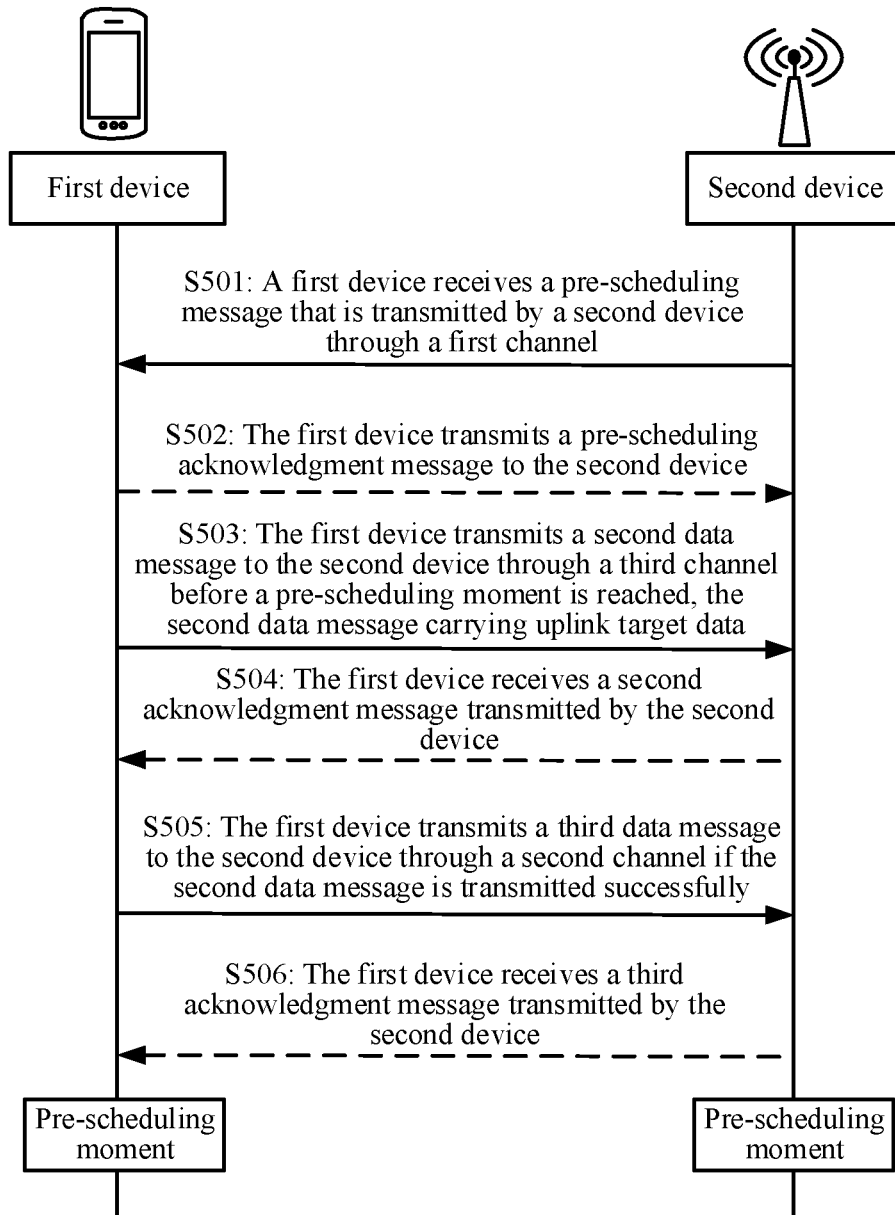 First device
Second device
S501: A first device receives a pre-scheduling
message that is transmitted by a second device
through a first channel
S502: The first device transmits a pre-scheduling
acknowledgment message to the second device
S503: The first device transmits a second data
message to the second device through a third channel
before a pre-scheduling moment is reached, the
second data message carrying uplink target data
S504: The first device receives a second
acknowledgment message transmitted by the second
device
S505: The first device transmits a third data message
to the second device through a second channel if the
second data message is transmitted successfully
S506: The first device receives a third
acknowledgment message transmitted by the
second device
Pre-scheduling
moment
Pre-scheduling
moment